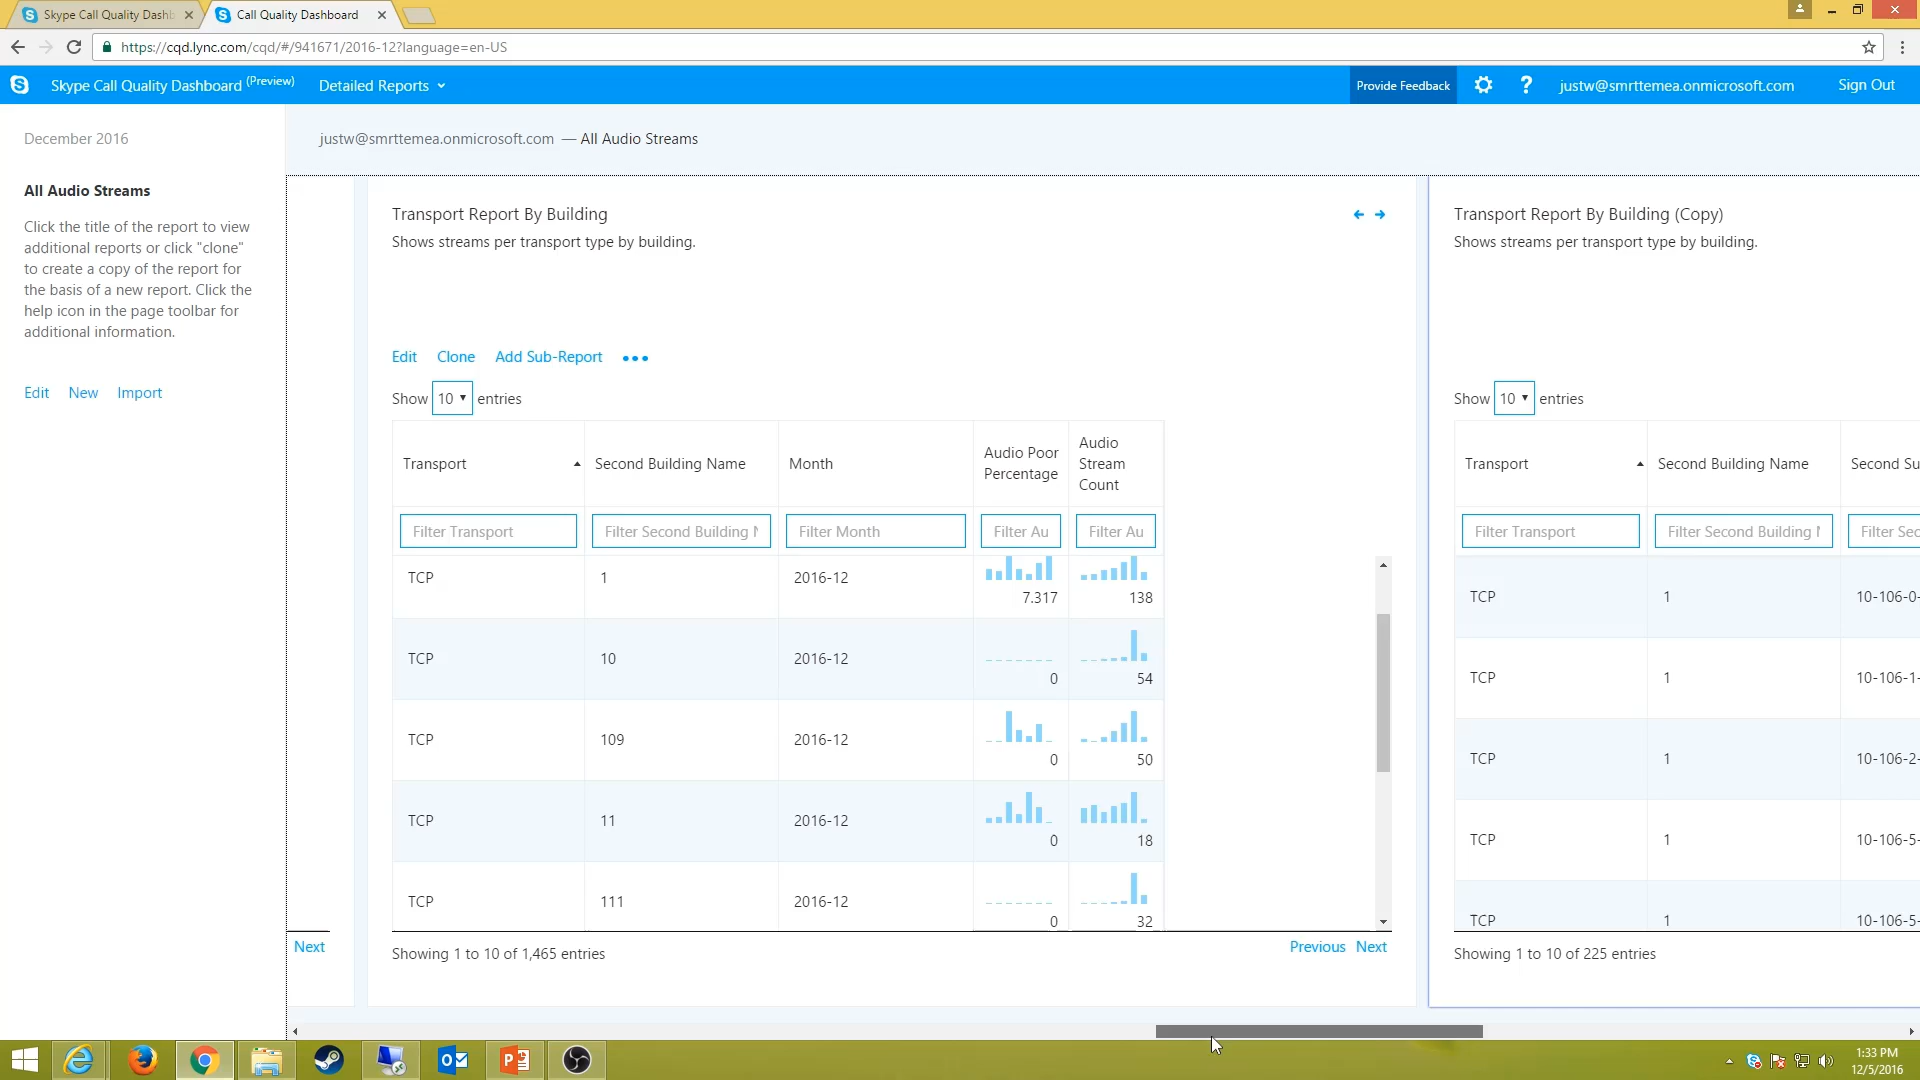 Skype Call Quality Dashb
Call Quality Dashboard
https://cqd.lync.com/cqd/#/941671/2016-12?language=en-US
Skype Call Quality Dashboard (Preview)
Detailed Reports
Provide Feedback
?
justw@smrttemea.onmicrosoft.com
Sign Out
December 2016
All Audio Streams
Click the title of the report to view
additional reports or click "clone"
to create a copy of the report for
the basis of a new report. Click the
help icon in the page toolbar for
additional information.
Edit New Import
justw@smrttemea.onmicrosoft.com — All Audio Streams
Next
Transport Report By Building
Shows streams per transport type by building.
Edit Clone Add Sub-Report
Show 10 entries
Transport Second Building Name Month Audio Poor Percentage Audio Stream Count
Filter Transport Filter Second Building N Filter Month Filter Au Filter Au
TCP 1 2016-12 7.317 138
TCP 10 2016-12 0 54
TCP 109 2016-12 0 50
TCP 11 2016-12 0 18
TCP 111 2016-12 0 32
Showing 1 to 10 of 1,465 entries
Previous Next
Transport Report By Building (Copy)
Shows streams per transport type by building.
Show 10 entries
Transport Second Building Name Second Su
Filter Transport Filter Second Building N Filter Sec
TCP 1 10-106-0-
TCP 1 10-106-1-
TCP 1 10-106-2-
TCP 1 10-106-5-
TCP 1 10-106-5-
Showing 1 to 10 of 225 entries
1:33 PM
12/5/2016